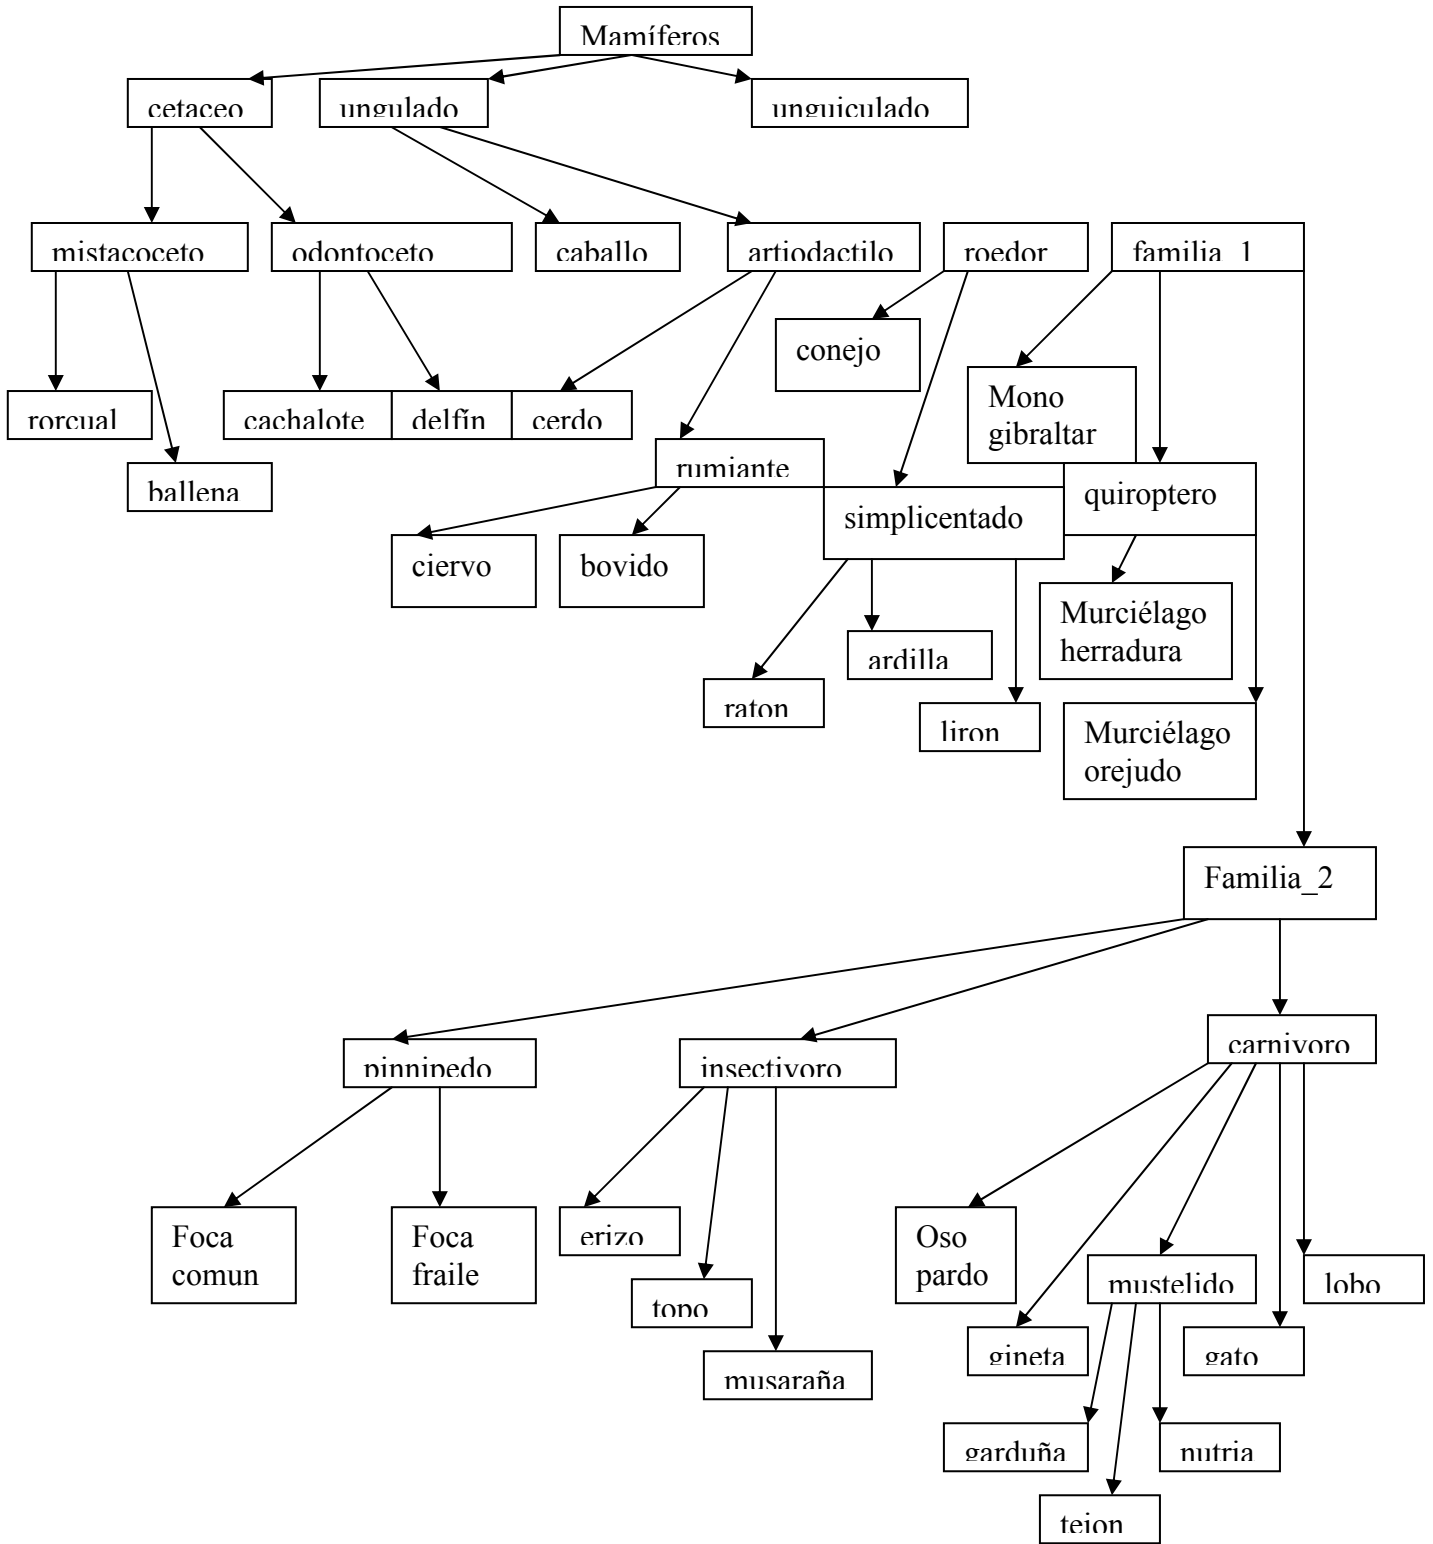 Mamíferos
cetaceo
ungulado
unguiculado
mistacoceto
odontoceto
caballo
artiodactilo
roedor
familia_1
conejo
Mono
gibraltar
rorcual
cachalote
delfín
cerdo
rumiante
ballena
quiroptero
simplicentado
ciervo
bovido
Murciélago
herradura
ardilla
raton
liron
Murciélago
orejudo
Familia_2
pinnipedo
insectivoro
carnivoro
Foca
comun
Foca
fraile
erizo
Oso
pardo
topo
mustelido
lobo
gineta
gato
musaraña
garduña
nutria
tejon